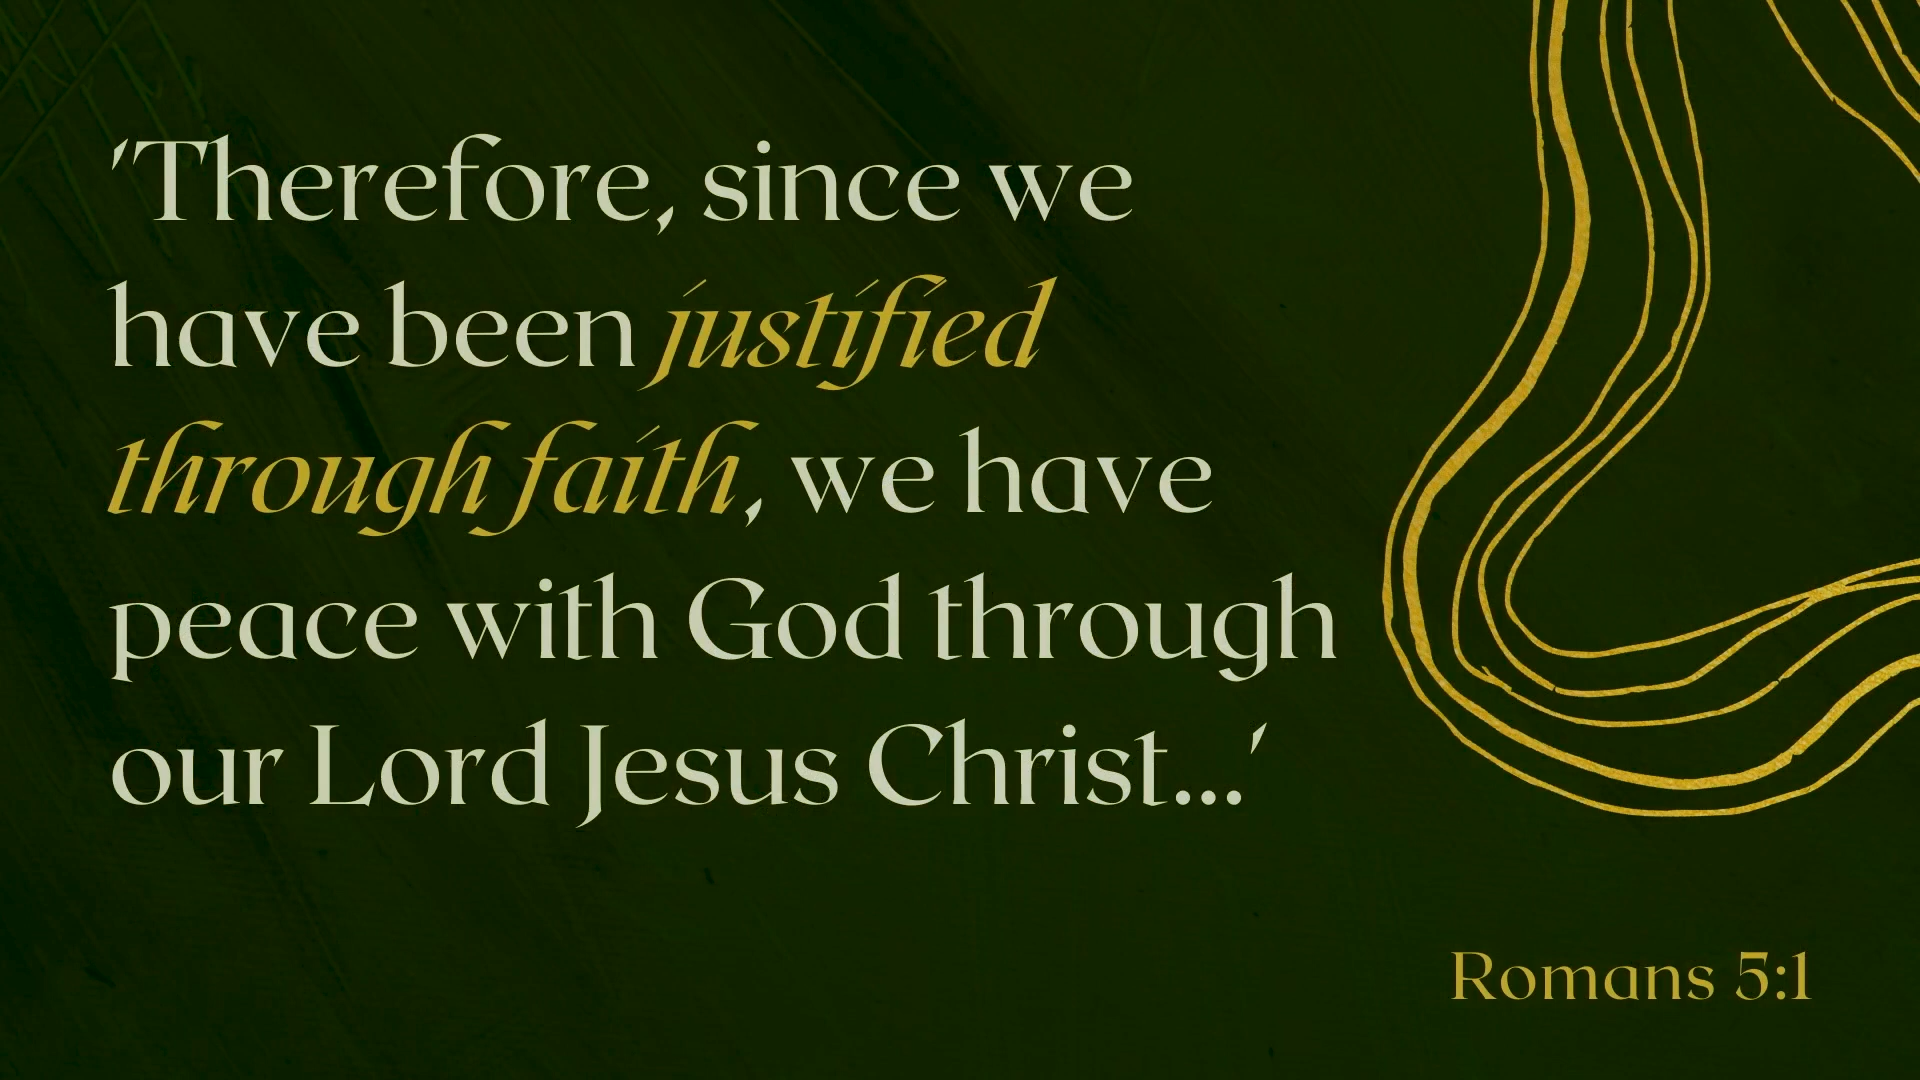 'Therefore, since we
have been justified
through faith, we have
peace with God through
our Lord Jesus Christ...'
Romans 5:1